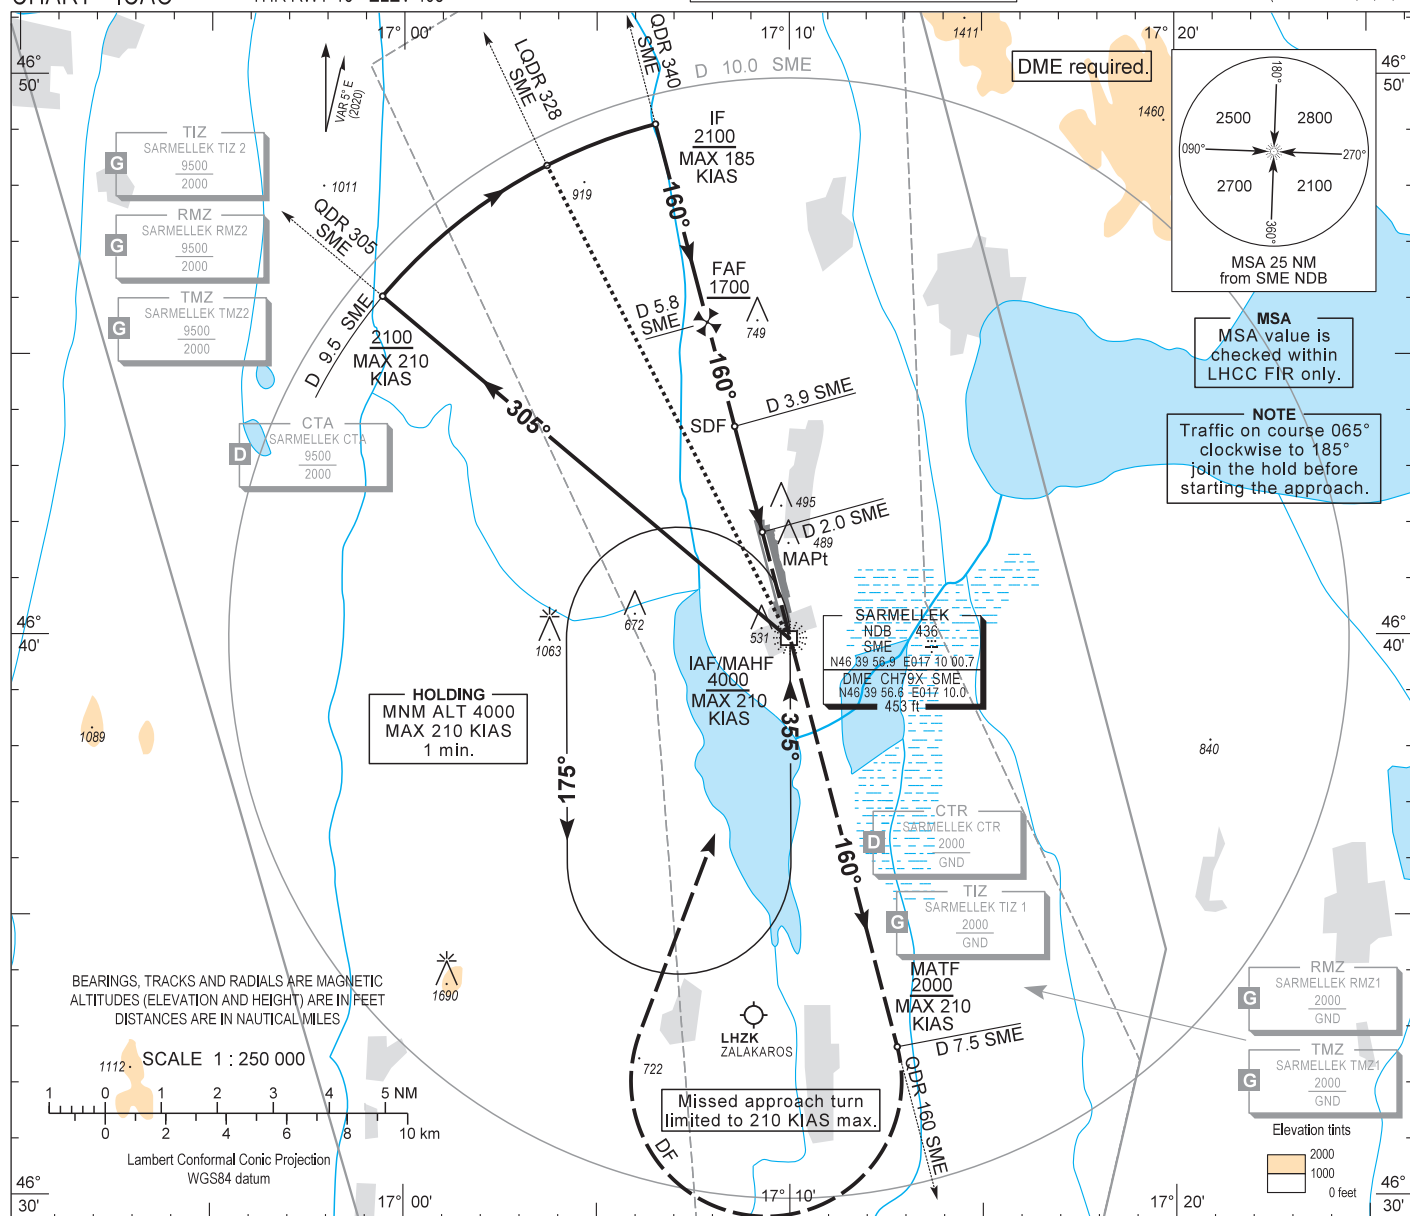 17° 00'
17° 10'
17° 20'
46°
50'
46°
50'
VAR 5° E
(2020)
LQDR 328
SME
QDR 340
SME
D 10.0 SME
1411
DME required.
1460
180°
2500
2800
090°
270°
2700
2100
360°
MSA 25 NM
from SME NDB
TIZ
SARMELLEK TIZ 2
9500
2000
G
RMZ
SARMELLEK RMZ2
9500
2000
G
TMZ
SARMELLEK TMZ2
9500
2000
G
1011
QDR 305
SME
919
IF
2100
MAX 185
KIAS
160°
FAF
1700
D 5.8
SME
749
D 9.5 SME
2100
MAX 210
KIAS
305°
160°
SDF
D 3.9 SME
MSA
MSA value is
checked within
LHCC FIR only.
NOTE
Traffic on course 065°
clockwise to 185°
join the hold before
starting the approach.
CTA
SARMELLEK CTA
9500
2000
D
495
D 2.0 SME
489
MAPt
1063
672
531
46°
40'
46°
40'
SARMELLEK
NDB 436
SME
N46 39 56.9 E017 10 00.7
DME CH79X SME
N46 39 56.6 E017 10.0
453 ft
IAF/MAHF
4000
MAX 210
KIAS
HOLDING
MNM ALT 4000
MAX 210 KIAS
1 min.
1089
175°
355°
840
160°
CTR
SARMELLEK CTR
2000
GND
D
TIZ
SARMELLEK TIZ 1
2000
GND
G
MATF
2000
MAX 210
KIAS
D 7.5 SME
QDR 160 SME
RMZ
SARMELLEK RMZ1
2000
GND
G
TMZ
SARMELLEK TMZ1
2000
GND
G
1690
BEARINGS, TRACKS AND RADIALS ARE MAGNETIC
ALTITUDES (ELEVATION AND HEIGHT) ARE IN FEET
DISTANCES ARE IN NAUTICAL MILES
LHZK
ZALAKAROS
722
1112
SCALE 1 : 250 000
1 0 1 2 3 4 5 NM
0 2 4 6 8 10 km
Lambert Conformal Conic Projection
WGS84 datum
Missed approach turn
limited to 210 KIAS max.
DF
Elevation tints
2000
1000
0 feet
46°
30'
46°
30'
17° 00'
17° 10'
17° 20'